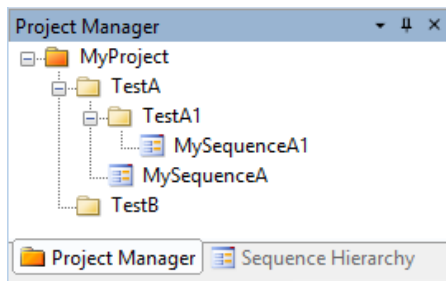 Project Manager
MyProject
TestA
TestA1
MySequenceA1
MySequenceA
TestB
Project Manager Sequence Hierarchy